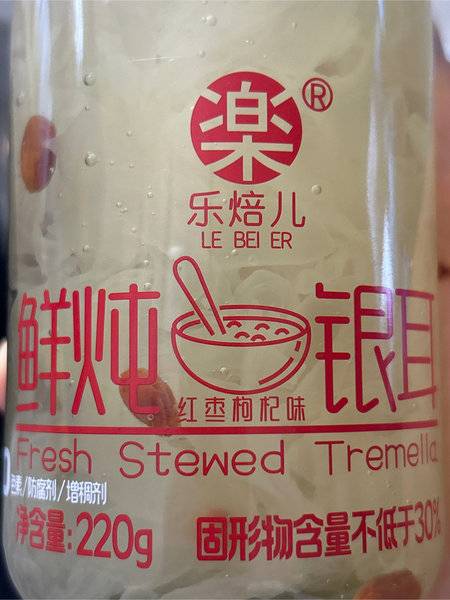 楽®
乐焙儿
LE BEI ER
鲜炖银耳
红枣枸杞味
Fresh Stewed Tremella
色素/防腐剂/增稠剂
净含量:220g 固形物含量不低于30%